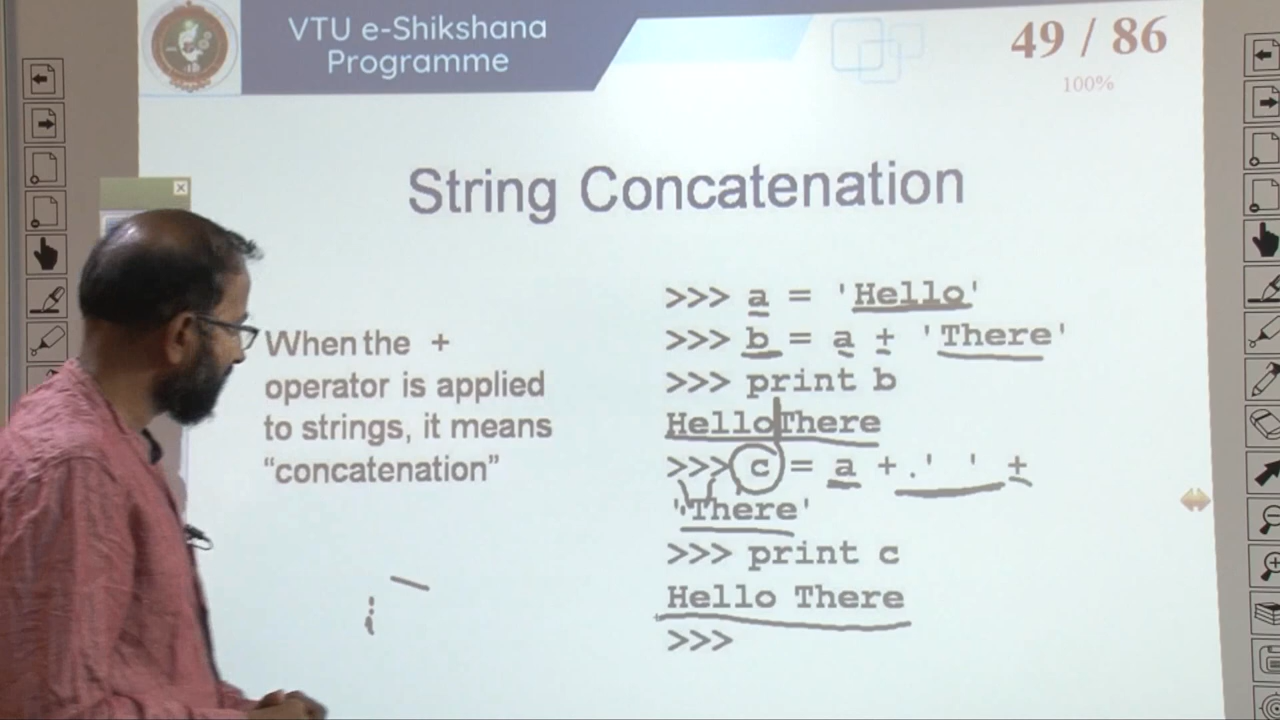 VTU e-Shikshana
Programme
49 / 86
100%
String Concatenation
When the +
operator is applied
to strings, it means
“concatenation”
>>> a = 'Hello'
>>> b = a + 'There'
>>> print b
HelloThere
>>> c = a + ' ' +
'There'
>>> print c
Hello There
>>>